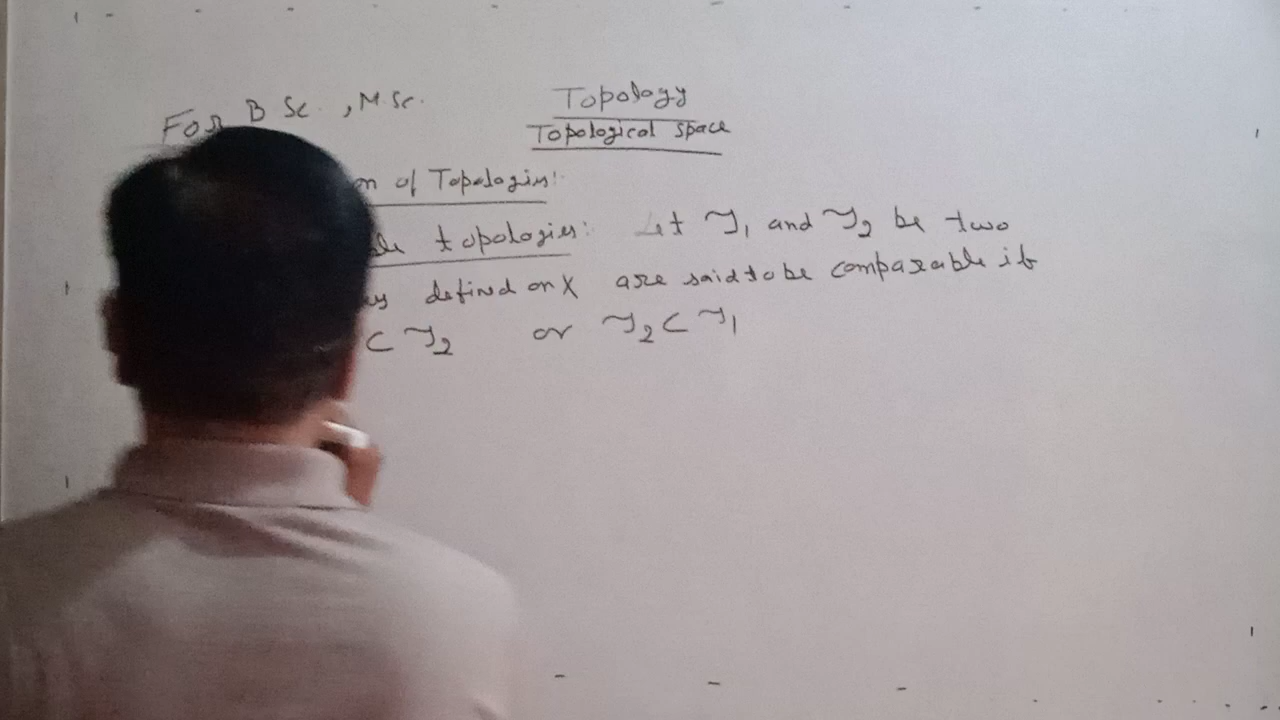 For B Sc. , M.Sc.
Topology
Topological space
of Topologies:
topologies: Let 𝒯₁ and 𝒯₂ be two
defined on X are said to be comparable if
⊂ 𝒯₂ or 𝒯₂ ⊂ 𝒯₁